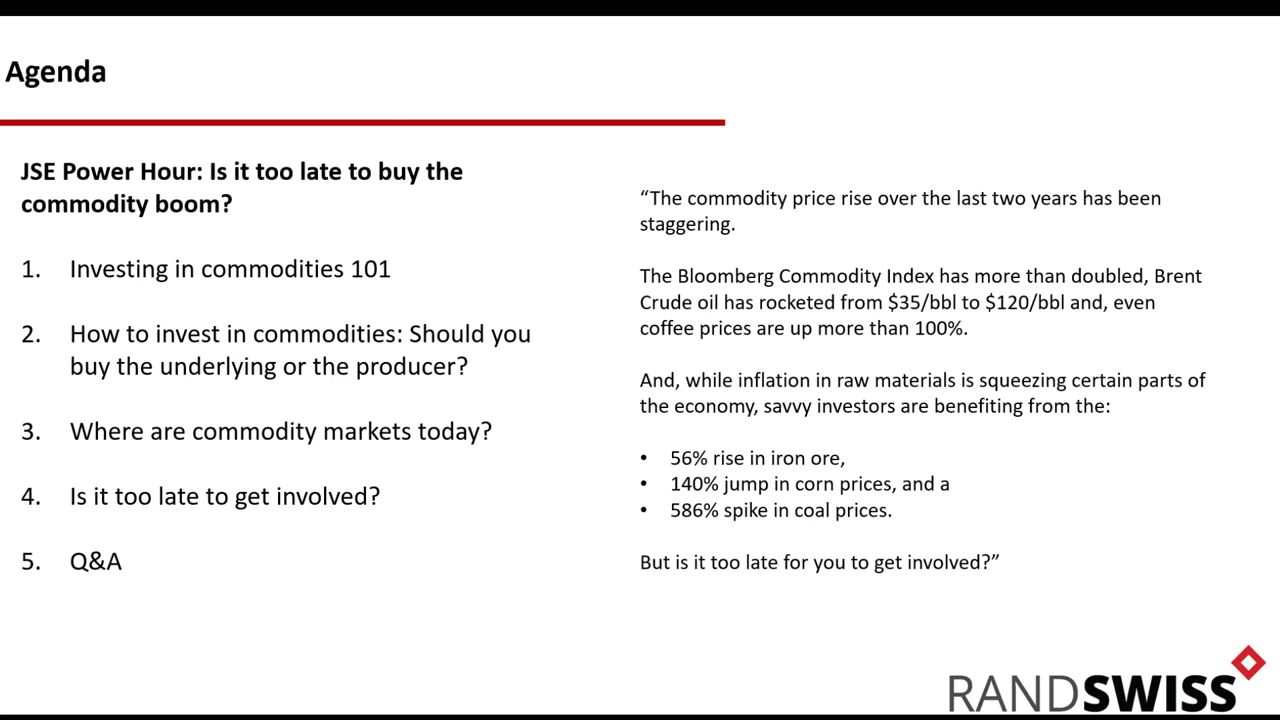 Agenda
JSE Power Hour: Is it too late to buy the
commodity boom?
1. Investing in commodities 101
2. How to invest in commodities: Should you
buy the underlying or the producer?
3. Where are commodity markets today?
4. Is it too late to get involved?
5. Q&A
“The commodity price rise over the last two years has been
staggering.
The Bloomberg Commodity Index has more than doubled, Brent
Crude oil has rocketed from $35/bbl to $120/bbl and, even
coffee prices are up more than 100%.
And, while inflation in raw materials is squeezing certain parts of
the economy, savvy investors are benefiting from the:
• 56% rise in iron ore,
• 140% jump in corn prices, and a
• 586% spike in coal prices.
But is it too late for you to get involved?”
RANDSWISS